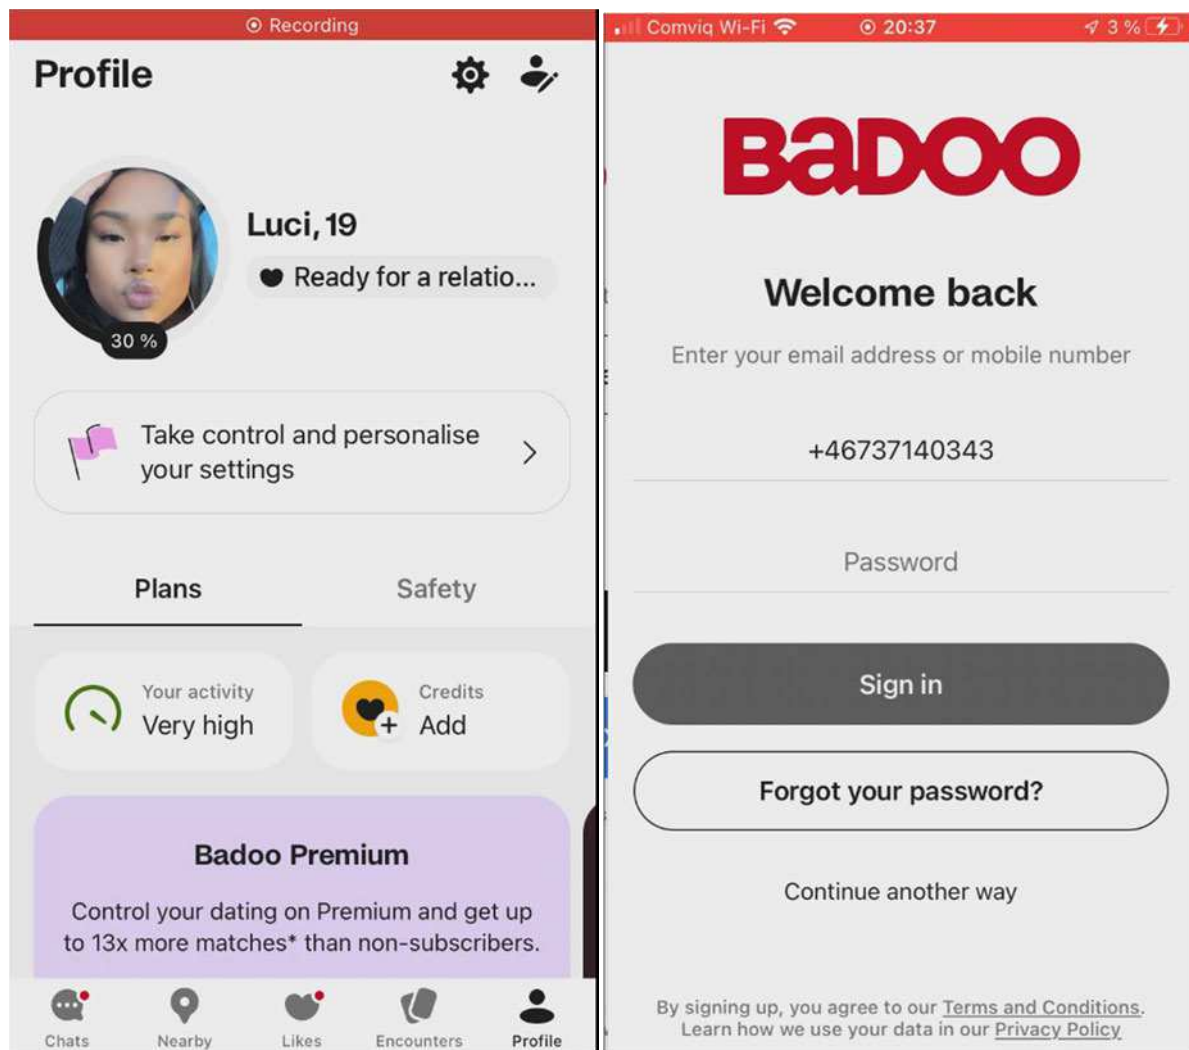 Recording
Profile
Luci, 19
Ready for a relatio...
30 %
Take control and personalise
your settings
Plans
Safety
Your activity
Very high
Credits
Add
Badoo Premium
Control your dating on Premium and get up
to 13x more matches* than non-subscribers.
Chats
Nearby
Likes
Encounters
Profile
Comviq Wi-Fi
20:37
3 %
Badoo
Welcome back
Enter your email address or mobile number
+46737140343
Password
Sign in
Forgot your password?
Continue another way
By signing up, you agree to our Terms and Conditions.
Learn how we use your data in our Privacy Policy